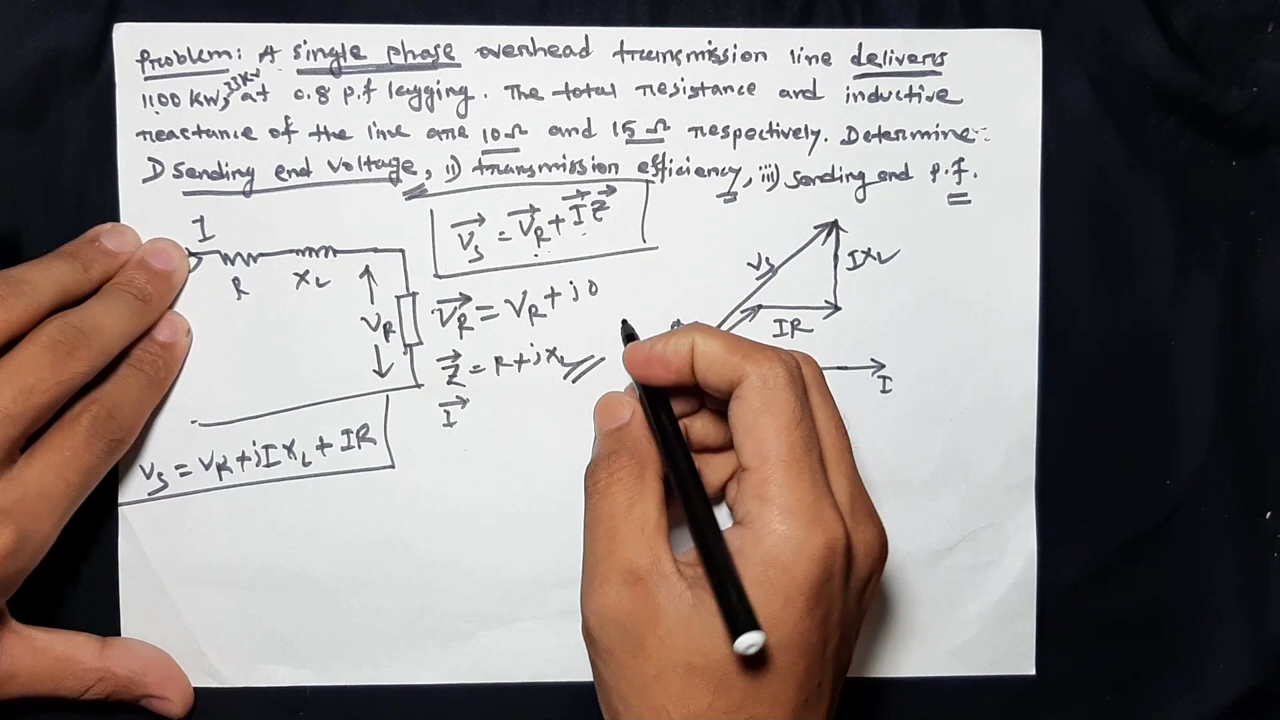 Problem: A single phase overhead transmission line delivers
1100 KW, 33KV at 0.8 p.f lagging. The total resistance and inductive
reactance of the line are 10Ω and 15Ω respectively. Determine:
I) Sending end voltage, ii) transmission efficiency, iii) sending end p.f.
I
R
XL
VR
VS = VR + IZ
VR = VR + j0
Z = R + jXL
I
VS = VR + jIXL + IR
VS
IXL
IR
I